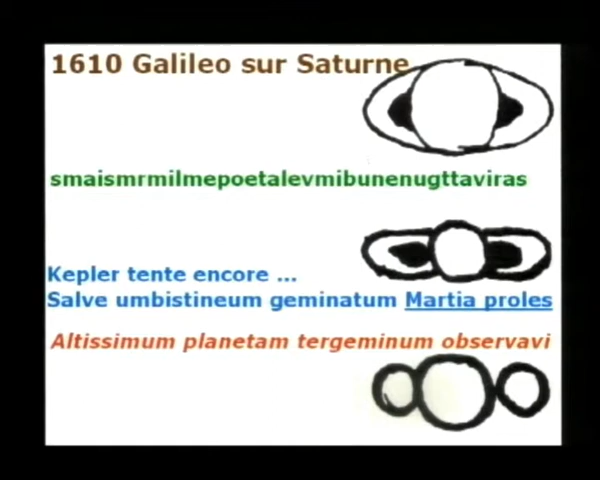 1610 Galileo sur Saturne
smaismrmilmepoetalevmibunenugttaviras
Kepler tente encore ...
Salve umbistineum geminatum Martia proles
Altissimum planetam tergeminum observavi